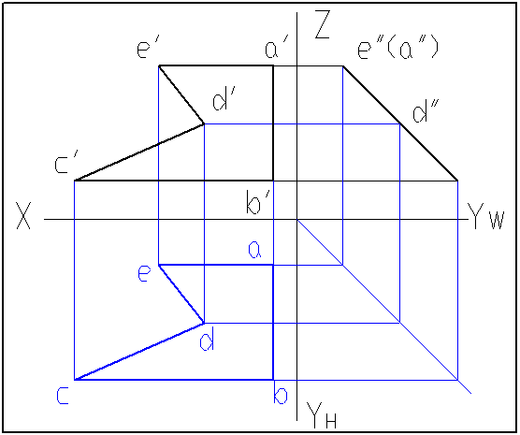 Z
e′ a′ e″(a″)
d′ d″
c′
b′
X Yw
a
e
d
c b
YH